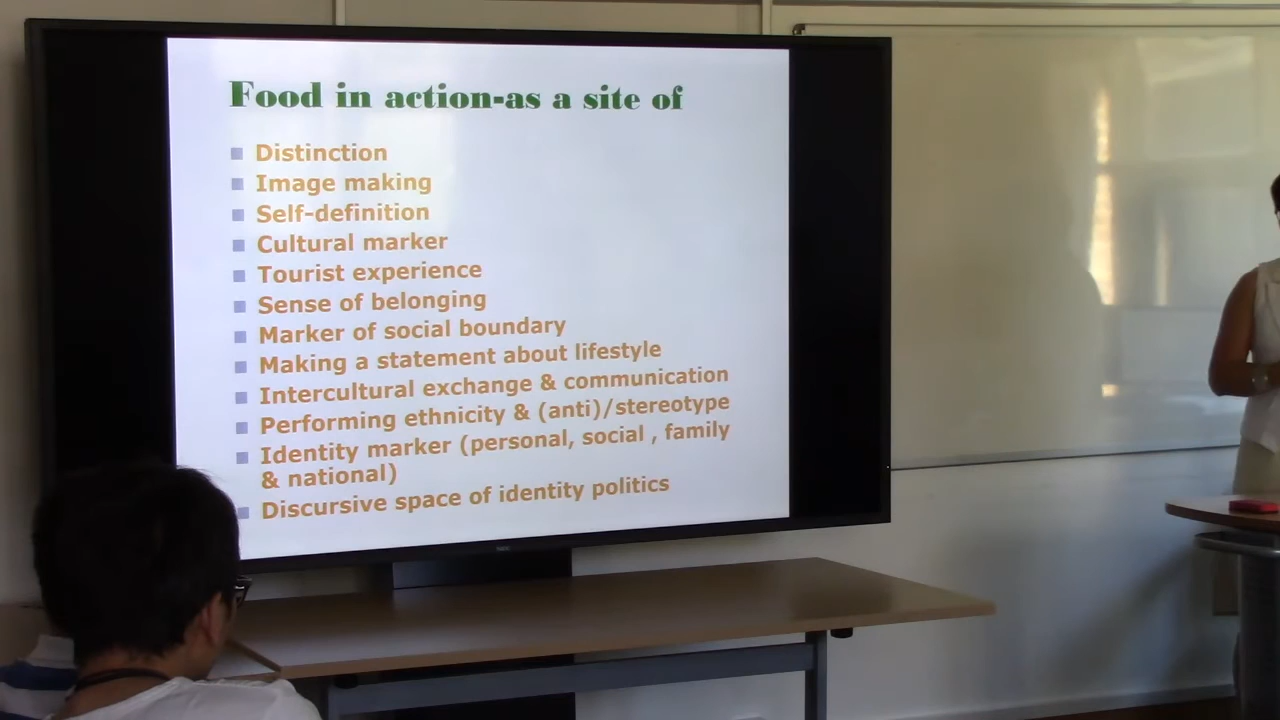 Food in action-as a site of
Distinction
Image making
Self-definition
Cultural marker
Tourist experience
Sense of belonging
Marker of social boundary
Making a statement about lifestyle
Intercultural exchange & communication
Performing ethnicity & (anti)/stereotype
Identity marker (personal, social , family
& national)
Discursive space of identity politics